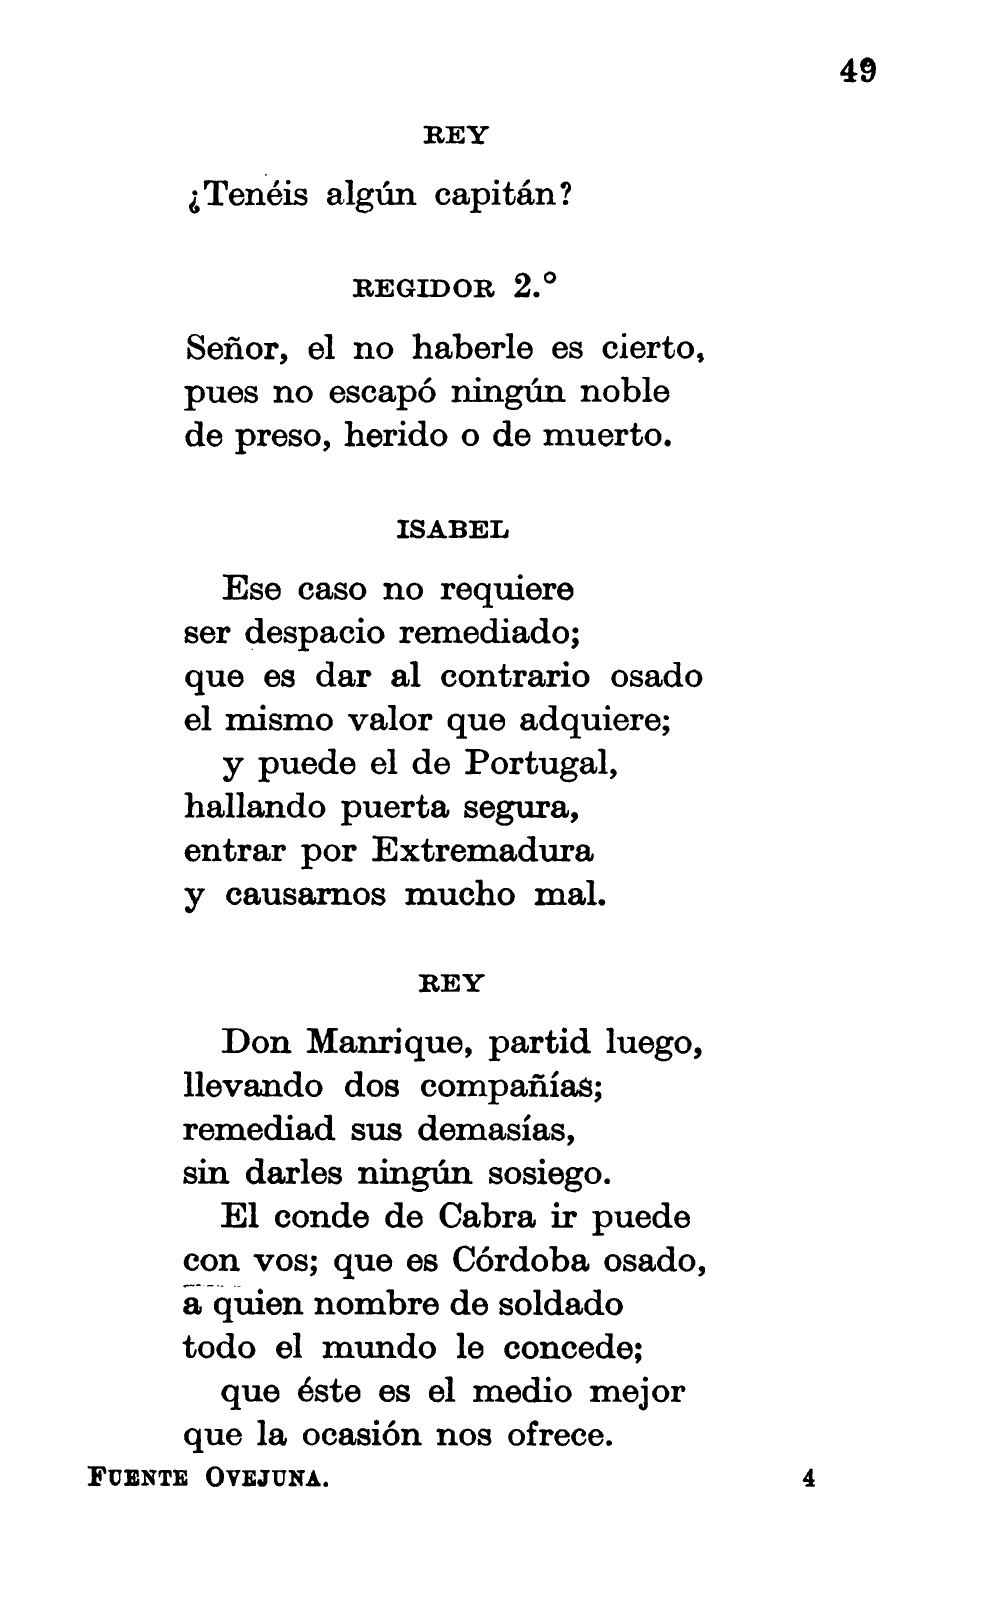 49
REY
¿Tenéis algún capitán?
REGIDOR 2.°
Señor, el no haberle es cierto,
pues no escapó ningún noble
de preso, herido o de muerto.
ISABEL
Ese caso no requiere
ser despacio remediado;
que es dar al contrario osado
el mismo valor que adquiere;
y puede el de Portugal,
hallando puerta segura,
entrar por Extremadura
y causarnos mucho mal.
REY
Don Manrique, partid luego,
llevando dos compañías;
remediad sus demasías,
sin darles ningún sosiego.
El conde de Cabra ir puede
con vos; que es Córdoba osado,
a quien nombre de soldado
todo el mundo le concede;
que éste es el medio mejor
que la ocasión nos ofrece.
FUENTE OVEJUNA. 4